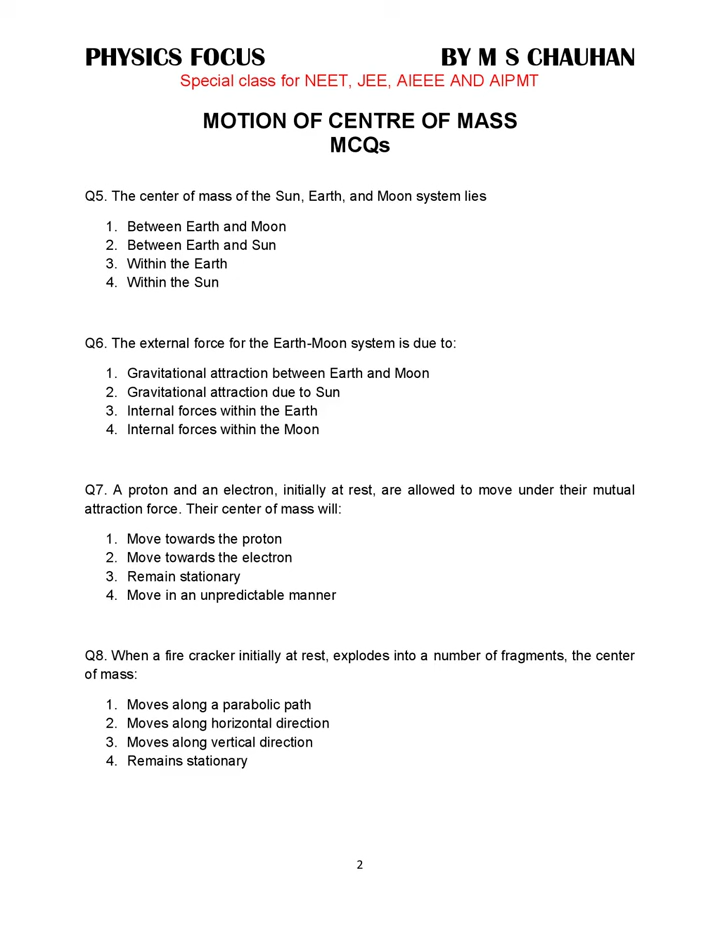 PHYSICS FOCUS BY M S CHAUHAN
Special class for NEET, JEE, AIEEE AND AIPMT
MOTION OF CENTRE OF MASS
MCQs
Q5. The center of mass of the Sun, Earth, and Moon system lies
1. Between Earth and Moon
2. Between Earth and Sun
3. Within the Earth
4. Within the Sun
Q6. The external force for the Earth-Moon system is due to:
1. Gravitational attraction between Earth and Moon
2. Gravitational attraction due to Sun
3. Internal forces within the Earth
4. Internal forces within the Moon
Q7. A proton and an electron, initially at rest, are allowed to move under their mutual
attraction force. Their center of mass will:
1. Move towards the proton
2. Move towards the electron
3. Remain stationary
4. Move in an unpredictable manner
Q8. When a fire cracker initially at rest, explodes into a number of fragments, the center
of mass:
1. Moves along a parabolic path
2. Moves along horizontal direction
3. Moves along vertical direction
4. Remains stationary
2